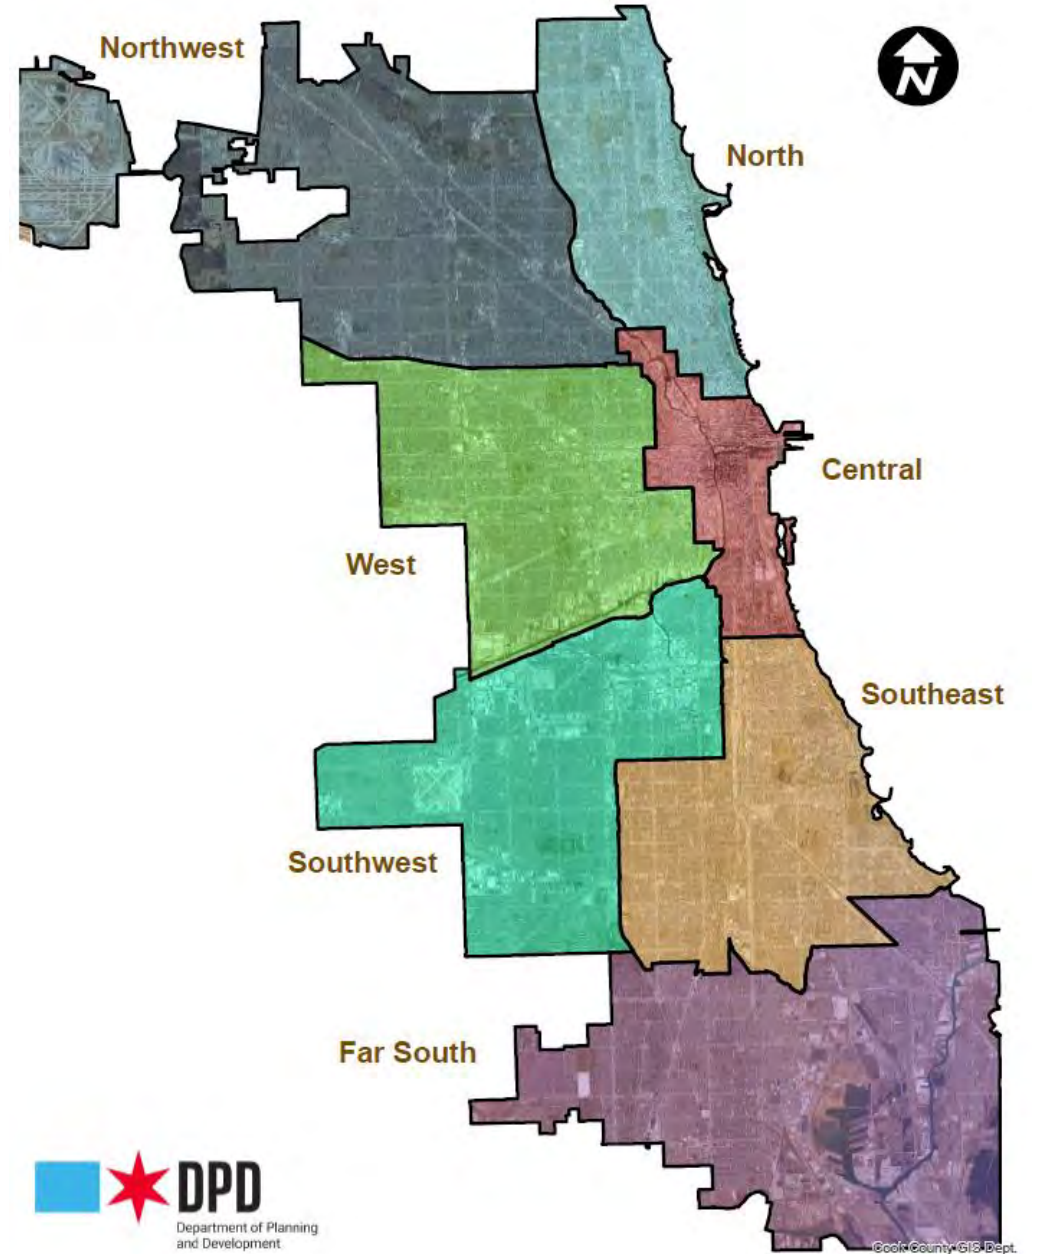 Northwest
N
North
Central
West
Southeast
Southwest
Far South
DPD
Department of Planning
and Development
Cook County GIS Dept.